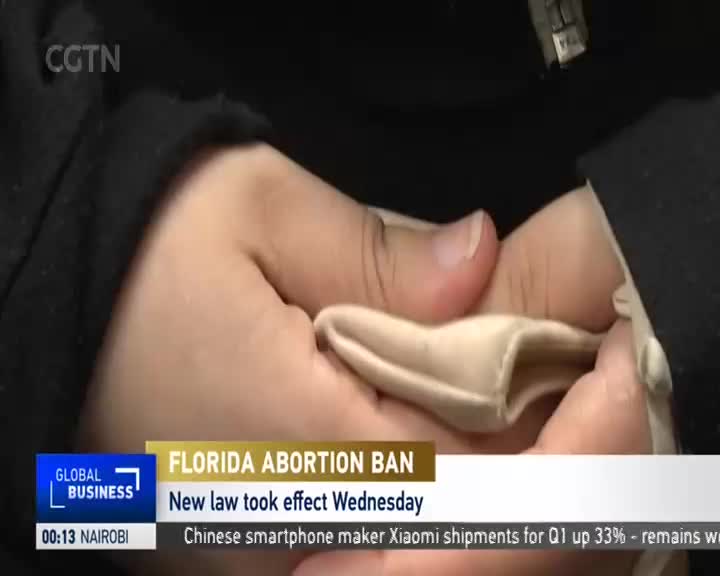 CGTN
FLORIDA ABORTION BAN
GLOBAL
BUSINESS
New law took effect Wednesday
00:13 NAIROBI
Chinese smartphone maker Xiaomi shipments for Q1 up 33% - remains